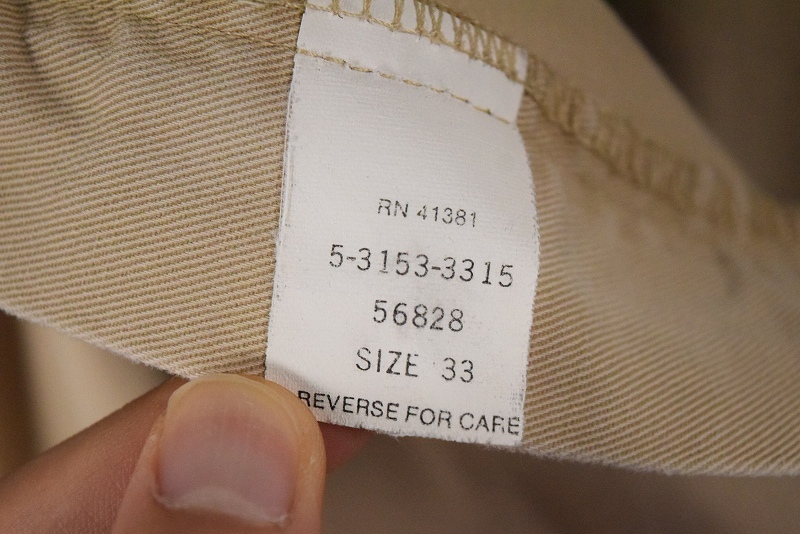 RN 41381
5-3153-3315
56828
SIZE 33
REVERSE FOR CARE